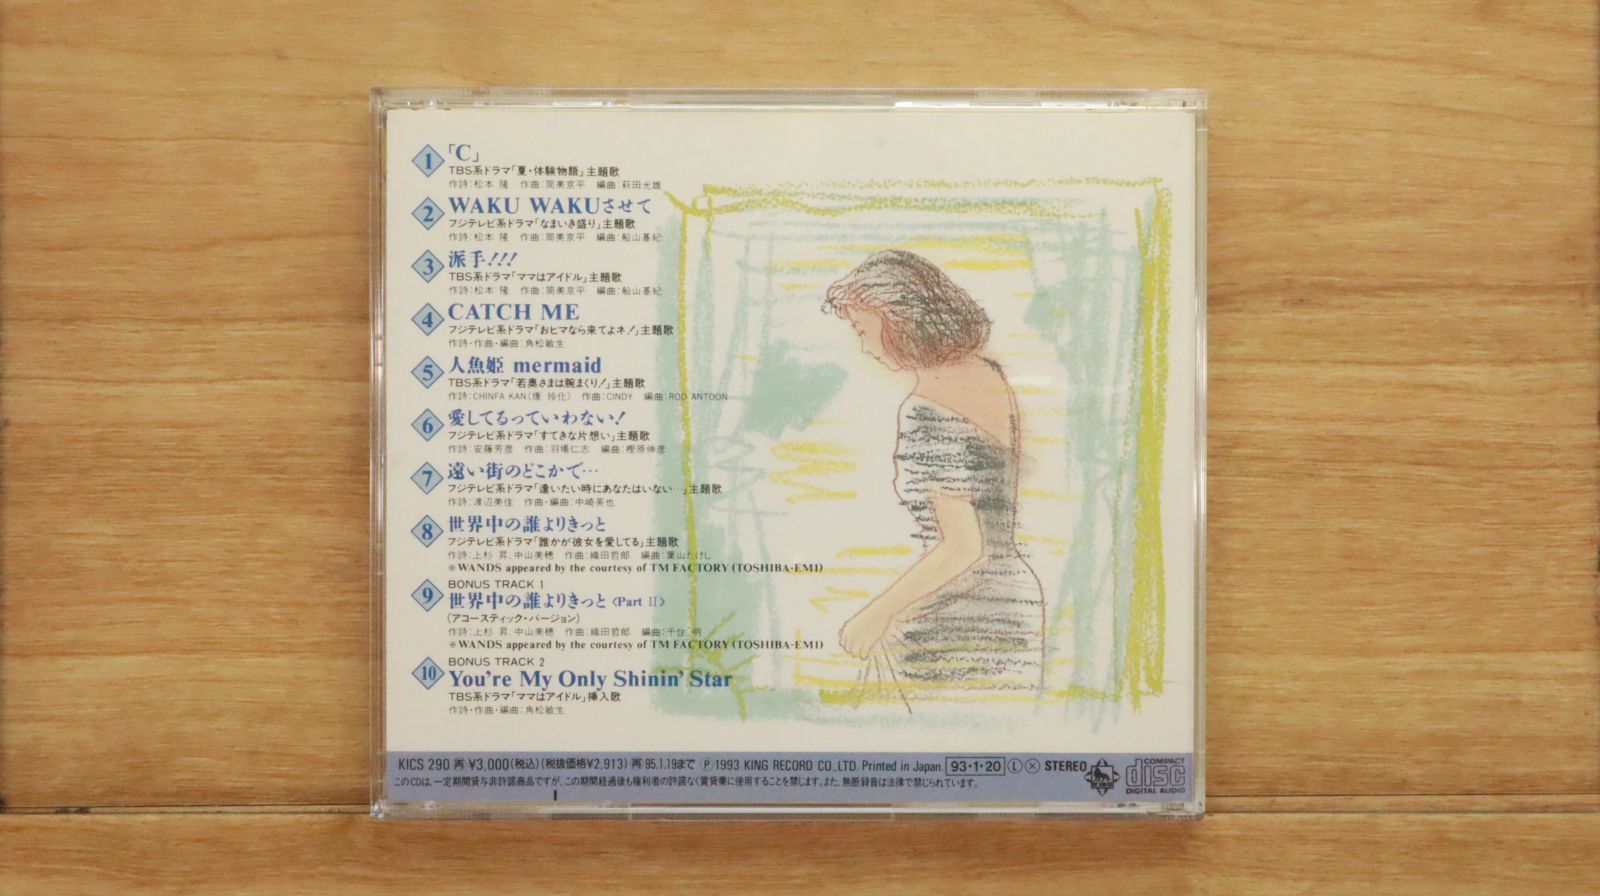 1 「C」
TBS系ドラマ「夏・体験物語」主題歌
作詩:松本 隆 作曲:筒美京平 編曲:萩田光雄
2 WAKU WAKUさせて
フジテレビ系ドラマ「なまいき盛り」主題歌
作詩:松本 隆 作曲:筒美京平 編曲:船山基紀
3 派手!!!
TBS系ドラマ「ママはアイドル」主題歌
作詩:松本 隆 作曲:筒美京平 編曲:船山基紀
4 CATCH ME
フジテレビ系ドラマ「おヒマなら来てよネ!」主題歌
作詩・作曲・編曲:角松敏生
5 人魚姫 mermaid
TBS系ドラマ「若奥さまは腕まくり!」主題歌
作詩:CHINFA KAN(康 珍化) 作曲:CINDY 編曲:ROD ANTOON
6 愛してるっていわない!
フジテレビ系ドラマ「すてきな片想い」主題歌
作詩:安藤芳彦 作曲:羽場仁志 編曲:樫原伸彦
7 遠い街のどこかで…
フジテレビ系ドラマ「逢いたい時にあなたはいない…」主題歌
作詩:渡辺美佳 作曲・編曲:中崎英也
8 世界中の誰よりきっと
フジテレビ系ドラマ「誰かが彼女を愛してる」主題歌
作詩:上杉 昇、中山美穂 作曲:織田哲郎 編曲:葉山たけし
※WANDS appeared by the courtesy of TM FACTORY (TOSHIBA-EMI)
BONUS TRACK 1
9 世界中の誰よりきっと〈Part II〉
(アコースティック・バージョン)
作詩:上杉 昇、中山美穂 作曲:織田哲郎 編曲:千住 明
※WANDS appeared by the courtesy of TM FACTORY (TOSHIBA-EMI)
BONUS TRACK 2
10 You're My Only Shinin' Star
TBS系ドラマ「ママはアイドル」挿入歌
作詩・作曲・編曲:角松敏生
KICS 290 再 ¥3,000(税込)(税抜価格¥2,913) 再 95.1.19まで Ⓟ1993 KING RECORD CO.,LTD. Printed in Japan. 93・1・20 Ⓛ Ⓧ STEREO KING COMPACT disc DIGITAL AUDIO
このCDは、一定期間貸与非許諾商品ですが、この期間経過後も権利者の許諾なく賃貸業に使用することを禁じます。また、無断録音は法律で禁じられています。